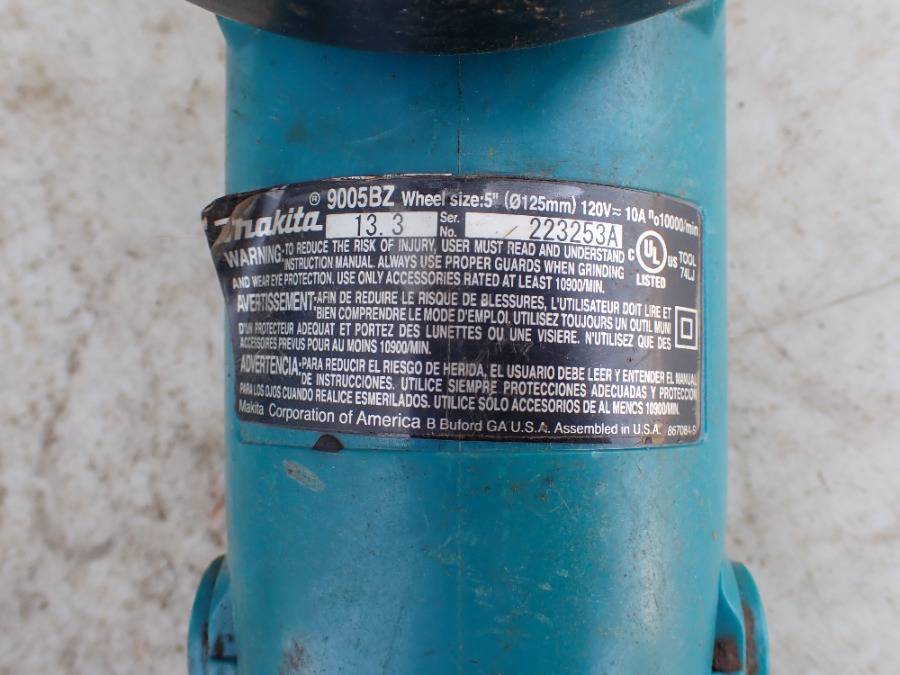 makita ® 9005BZ Wheel size:5" (Ø125mm) 120V≂ 10A n₀10000/min
13. 3 Ser. No. 223253A
C UL US LISTED TOOL 74LJ
WARNING:-TO REDUCE THE RISK OF INJURY, USER MUST READ AND UNDERSTAND
INSTRUCTION MANUAL. ALWAYS USE PROPER GUARDS WHEN GRINDING
AND WEAR EYE PROTECTION. USE ONLY ACCESSORIES RATED AT LEAST 10900/MIN.
AVERTISSEMENT:-AFIN DE REDUIRE LE RISQUE DE BLESSURES, L'UTILISATEUR DOIT LIRE ET
BIEN COMPRENDRE LE MODE D'EMPLOI. UTILISEZ TOUJOURS UN OUTIL MUNI
D'UN PROTECTEUR ADEQUAT ET PORTEZ DES LUNETTES OU UNE VISIERE. N'UTILISEZ QUE DES
ACCESSOIRES PREVUS POUR AU MOINS 10900/MIN.
ADVERTENCIA:-PARA REDUCIR EL RIESGO DE HERIDA, EL USUARIO DEBE LEER Y ENTENDER EL MANUAL
DE INSTRUCCIONES. UTILICE SIEMPRE PROTECCIONES ADECUADAS Y PROTECCION
PARA LOS OJOS CUANDO REALICE ESMERILADOS. UTILICE SOLO ACCESORIOS DE AL MENCS 10900/MIN.
Makita Corporation of America B Buford GA U.S.A. Assembled in U.S.A. 867084-9